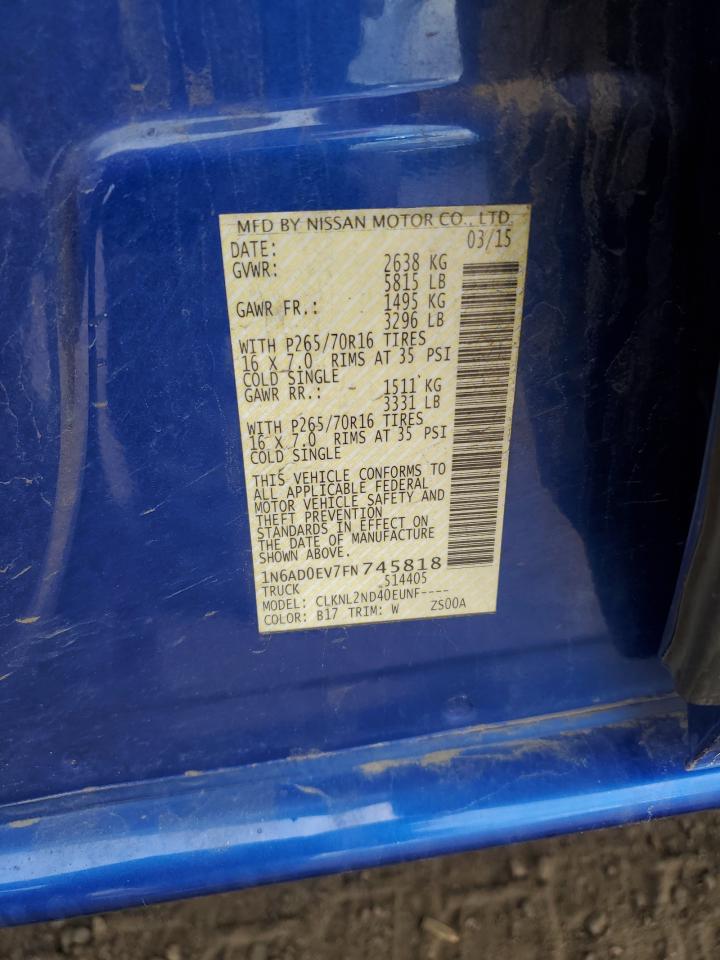 MFD BY NISSAN MOTOR CO., LTD.
DATE: 03/15
GVWR: 2638 KG
5815 LB
GAWR FR.: 1495 KG
3296 LB
WITH P265/70R16 TIRES
16 X 7.0 RIMS AT 35 PSI
COLD SINGLE
GAWR RR.: 1511 KG
3331 LB
WITH P265/70R16 TIRES
16 X 7.0 RIMS AT 35 PSI
COLD SINGLE
THIS VEHICLE CONFORMS TO
ALL APPLICABLE FEDERAL
MOTOR VEHICLE SAFETY AND
THEFT PREVENTION
STANDARDS IN EFFECT ON
THE DATE OF MANUFACTURE
SHOWN ABOVE.
1N6AD0EV7FN745818
TRUCK 514405
MODEL: CLKNL2ND40EUNF----
COLOR: B17 TRIM: W ZS00A